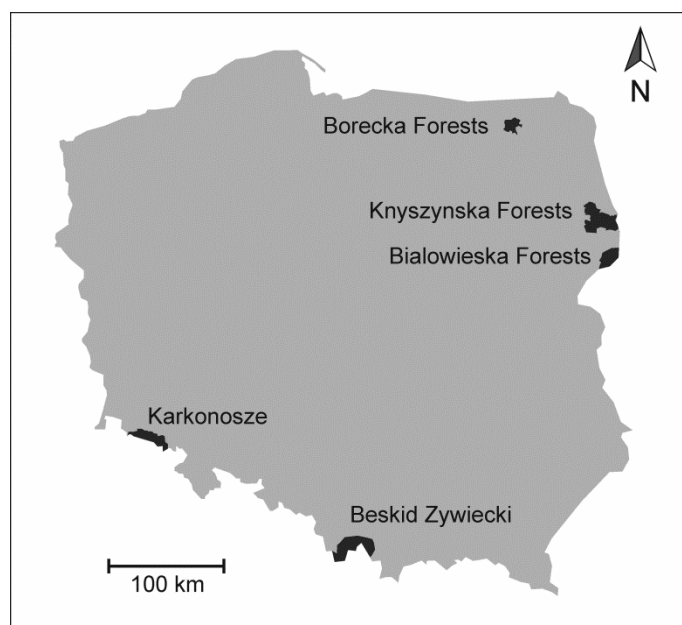 N
Borecka Forests
Knyszynska Forests
Bialowieska Forests
Karkonosze
Beskid Zywiecki
100 km